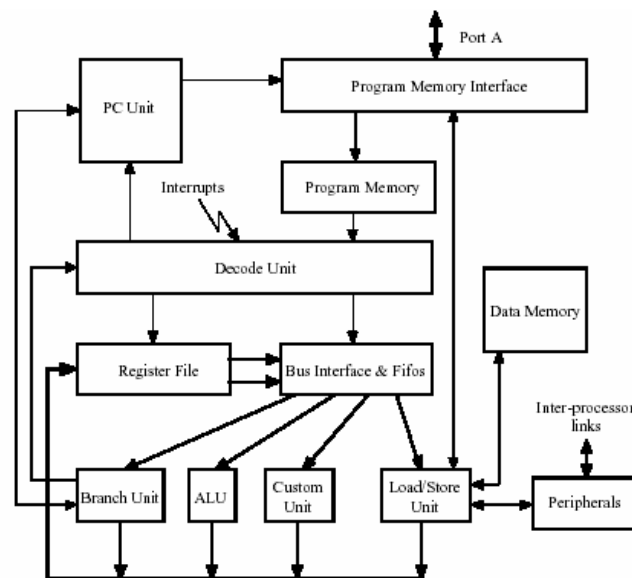 Port A
PC Unit
Program Memory Interface
Interrupts
Program Memory
Decode Unit
Data Memory
Register File
Bus Interface & Fifos
Inter-processor
links
Branch Unit
ALU
Custom
Unit
Load/Store
Unit
Peripherals